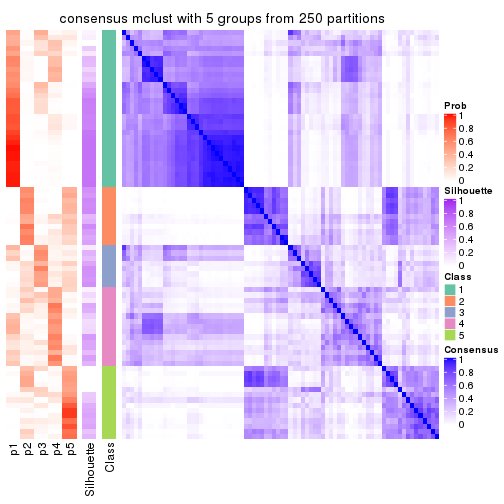 consensus mclust with 5 groups from 250 partitions
Prob
1
0.8
0.6
0.4
0.2
0
Silhouette
1
0.8
0.6
0.4
0.2
0
Class
1
2
3
4
5
Consensus
1
0.8
0.6
0.4
0.2
0
p1
p2
p3
p4
p5
Silhouette
Class